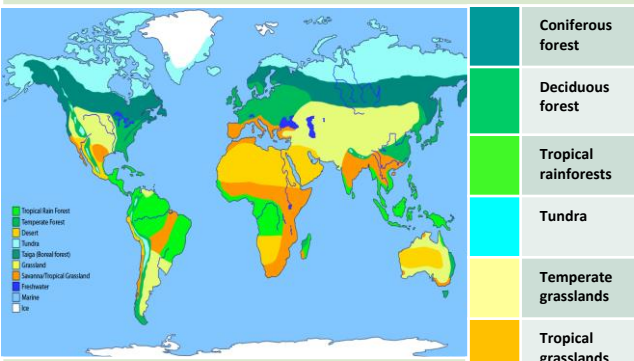 Tropical Rain Forest
Temperate Forest
Desert
Tundra
Taiga (Boreal forest)
Grassland
Savanna/Tropical Grassland
Freshwater
Marine
Ice
Coniferous
forest
Deciduous
forest
Tropical
rainforests
Tundra
Temperate
grasslands
Tropical
grasslands